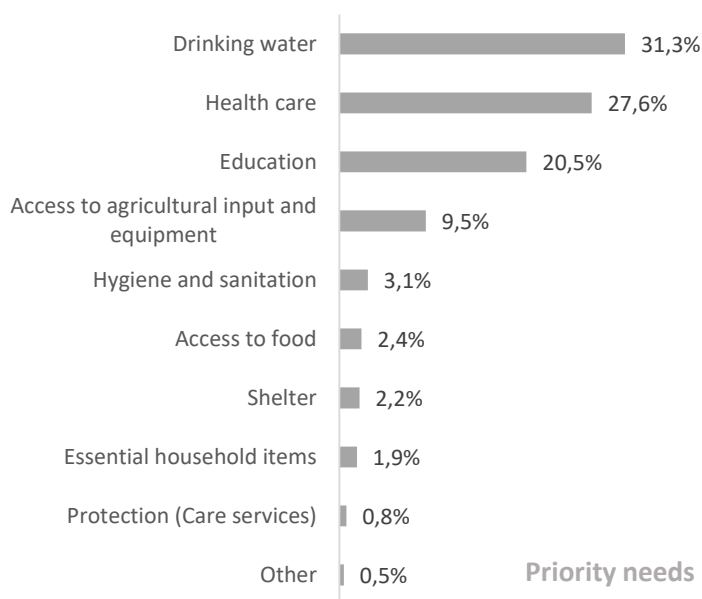 Drinking water 31,3%
Health care 27,6%
Education 20,5%
Access to agricultural input and
equipment 9,5%
Hygiene and sanitation 3,1%
Access to food 2,4%
Shelter 2,2%
Essential household items 1,9%
Protection (Care services) 0,8%
Other 0,5%
Priority needs